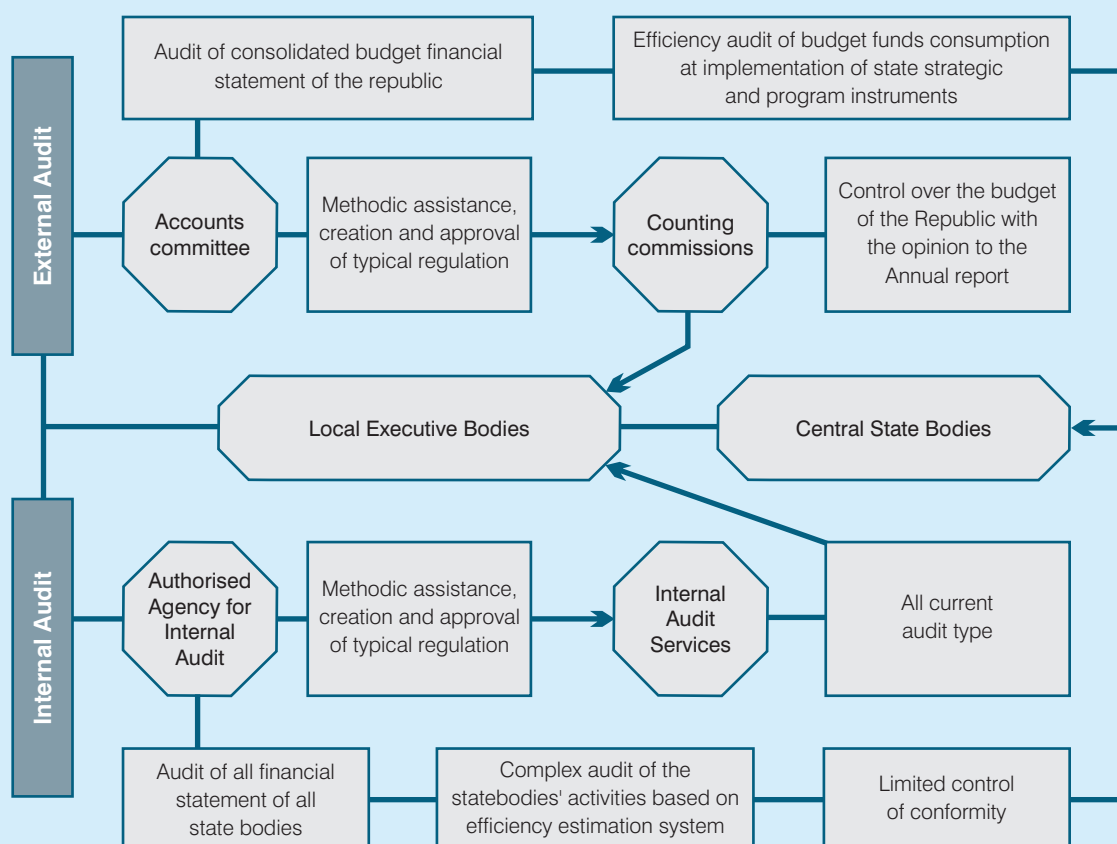 Audit of consolidated budget financial
statement of the republic
Efficiency audit of budget funds consumption
at implementation of state strategic
and program instruments
External Audit
Accounts
committee
Methodic assistance,
creation and approval
of typical regulation
Counting
commissions
Control over the budget
of the Republic with
the opinion to the
Annual report
Local Executive Bodies
Central State Bodies
Internal Audit
Authorised
Agency for
Internal
Audit
Methodic assistance,
creation and approval
of typical regulation
Internal
Audit
Services
All current
audit type
Audit of all financial
statement of all
state bodies
Complex audit of the
statebodies' activities based on
efficiency estimation system
Limited control
of conformity